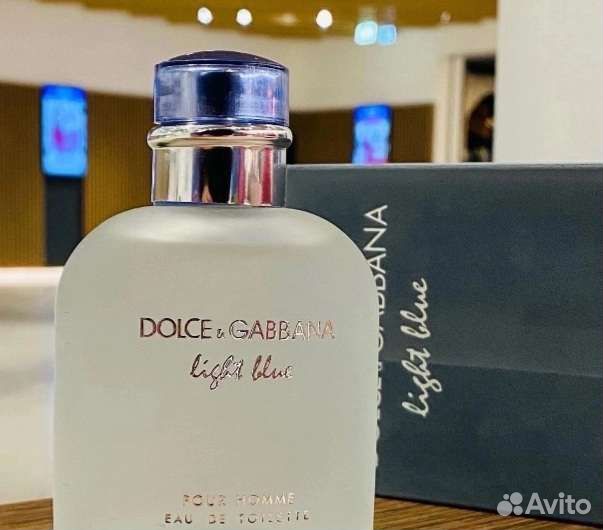 DOLCE & GABBANA
light blue
POUR HOMME
EAU DE TOILETTE
DOLCE & GABBANA
light blue
Avito